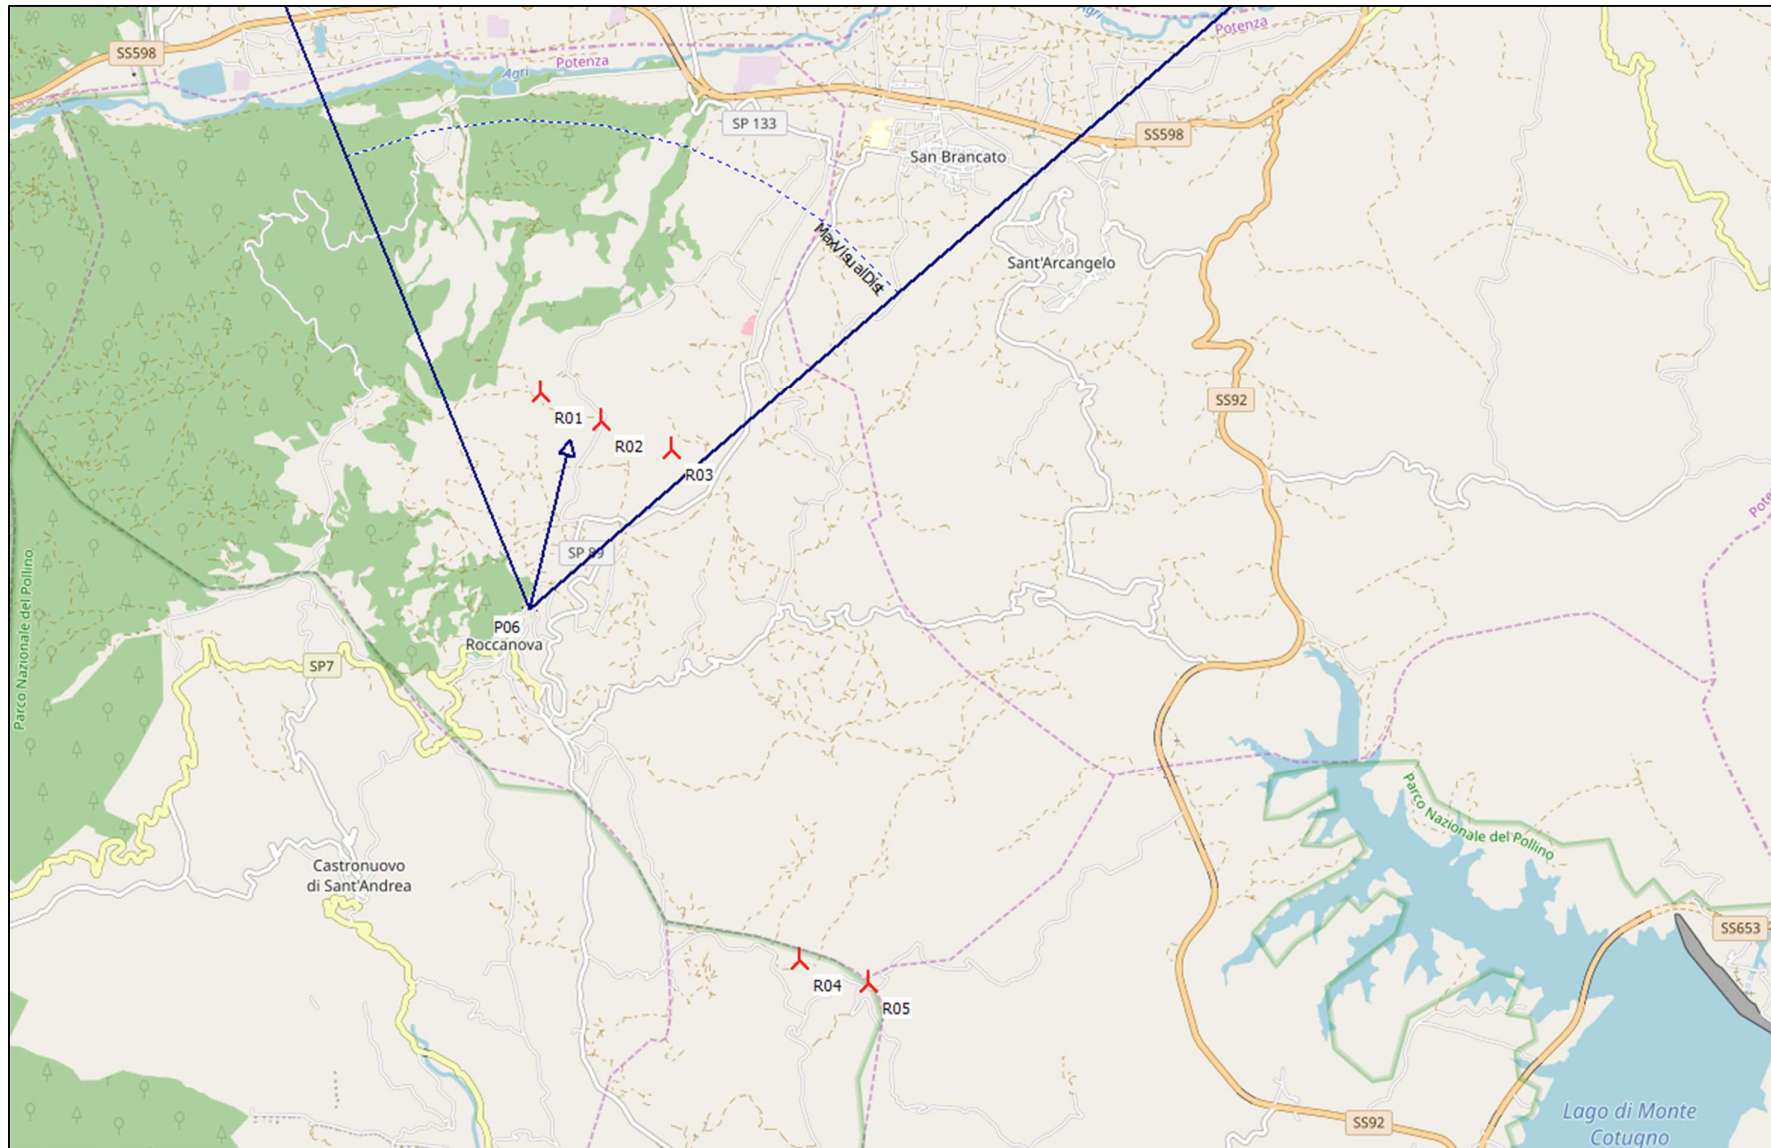 Agri
Potenza
SS598
Potenza
Agri
SP 133
SS598
San Brancato
MaxVisualDist
Sant'Arcangelo
SS92
R01
R02
R03
SP 89
Parco Nazionale del Pollino
P06
Roccanova
SP7
Parco Nazionale del Pollino
Castronuovo
di Sant'Andrea
SS653
R04
R05
Lago di Monte
Cotugno
SS92